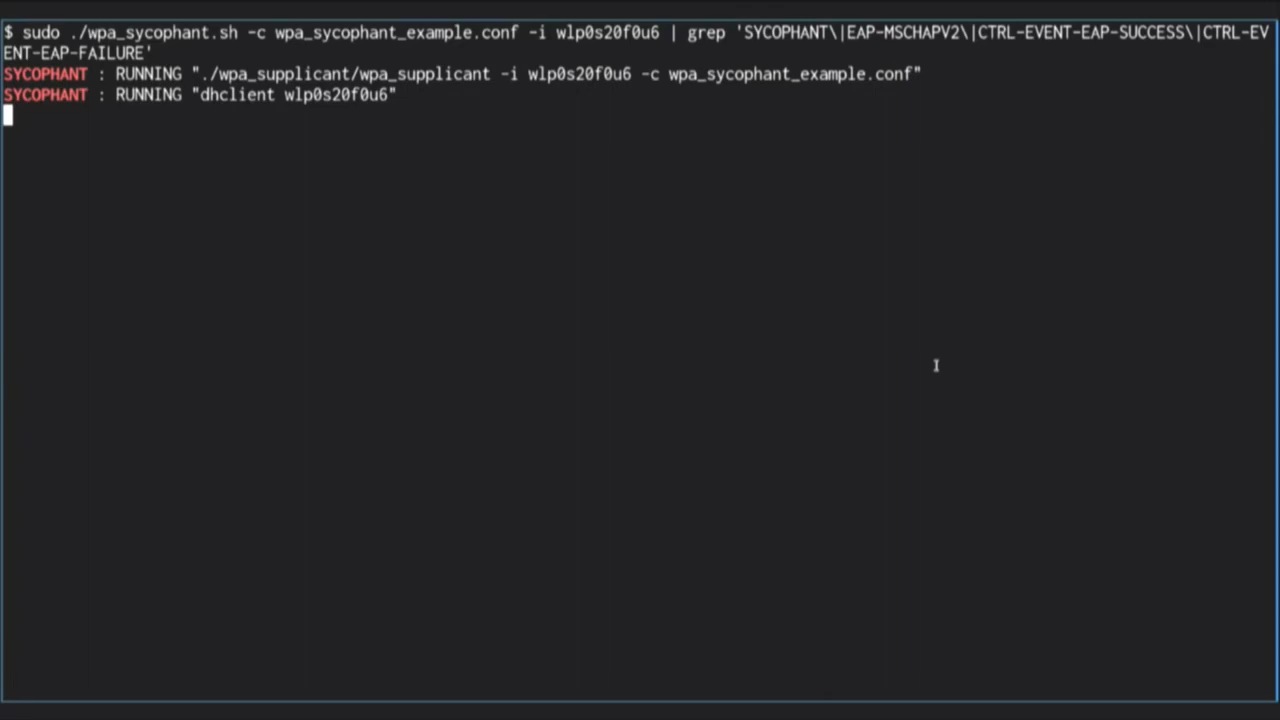 $ sudo ./wpa_sycophant.sh -c wpa_sycophant_example.conf -i wlp0s20f0u6 | grep 'SYCOPHANT\|EAP-MSCHAPV2\|CTRL-EVENT-EAP-SUCCESS\|CTRL-EV
ENT-EAP-FAILURE'
SYCOPHANT : RUNNING "./wpa_supplicant/wpa_supplicant -i wlp0s20f0u6 -c wpa_sycophant_example.conf"
SYCOPHANT : RUNNING "dhclient wlp0s20f0u6"